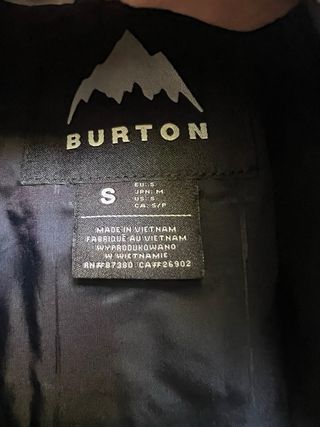 BURTON
S
EU: S
JPN: M
US: S
CA: S/P
MADE IN VIETNAM
FABRIQUÉ AU VIETNAM
WYPRODUKOWANO
W WIETNAMIE
RN#87380 CA#26902